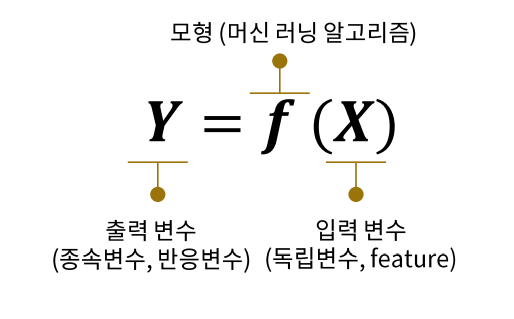 모형 (머신 러닝 알고리즘)
Y = f (X)
출력 변수
(종속변수, 반응변수)
입력 변수
(독립변수, feature)